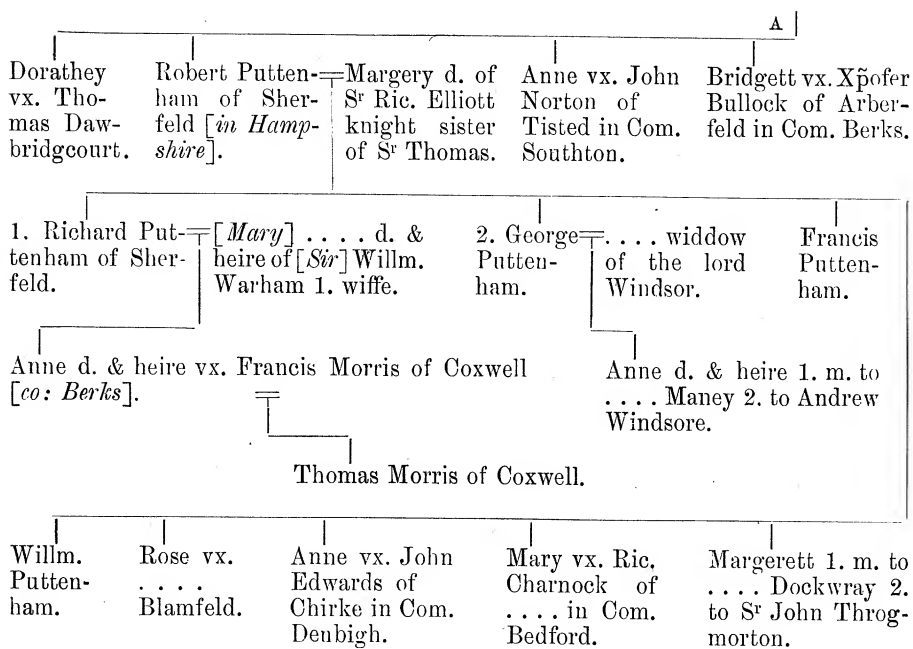 A
Dorathey
vx. Tho-
mas Daw-
bridgcourt.
Robert Putten-
ham of Sher-
feld [in Hamp-
shire].
Margery d. of
Sr Ric. Elliott
knight sister
of Sr Thomas.
Anne vx. John
Norton of
Tisted in Com.
Southton.
Bridgett vx. Xp̃ofer
Bullock of Arber-
feld in Com. Berks.
1. Richard Put-
tenham of Sher-
feld.
[Mary] . . . . d. &
heire of [Sir] Willm.
Warham 1. wiffe.
2. George
Putten-
ham.
. . . . widdow
of the lord
Windsor.
Francis
Putten-
ham.
Anne d. & heire vx. Francis Morris of Coxwell
[co: Berks].
Anne d. & heire 1. m. to
. . . . Maney 2. to Andrew
Windsore.
Thomas Morris of Coxwell.
Willm.
Putten-
ham.
Rose vx.
. . . .
Blamfeld.
Anne vx. John
Edwards of
Chirke in Com.
Denbigh.
Mary vx. Ric.
Charnock of
. . . . in Com.
Bedford.
Margerett 1. m. to
. . . . Dockwray 2.
to Sr John Throg-
morton.